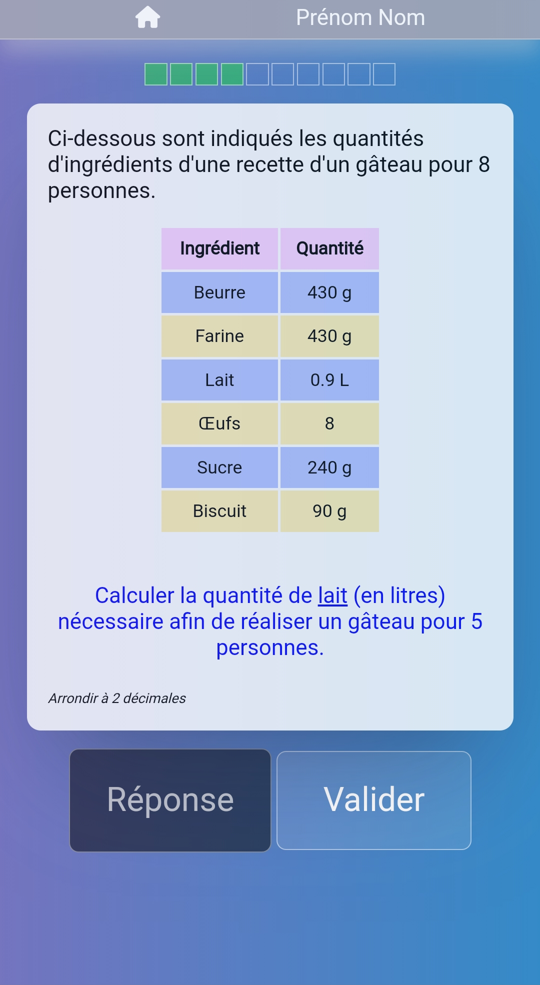 Prénom Nom
Ci-dessous sont indiqués les quantités
d'ingrédients d'une recette d'un gâteau pour 8
personnes.
Ingrédient Quantité
Beurre 430 g
Farine 430 g
Lait 0.9 L
Œufs 8
Sucre 240 g
Biscuit 90 g
Calculer la quantité de lait (en litres)
nécessaire afin de réaliser un gâteau pour 5
personnes.
Arrondir à 2 décimales
Réponse Valider